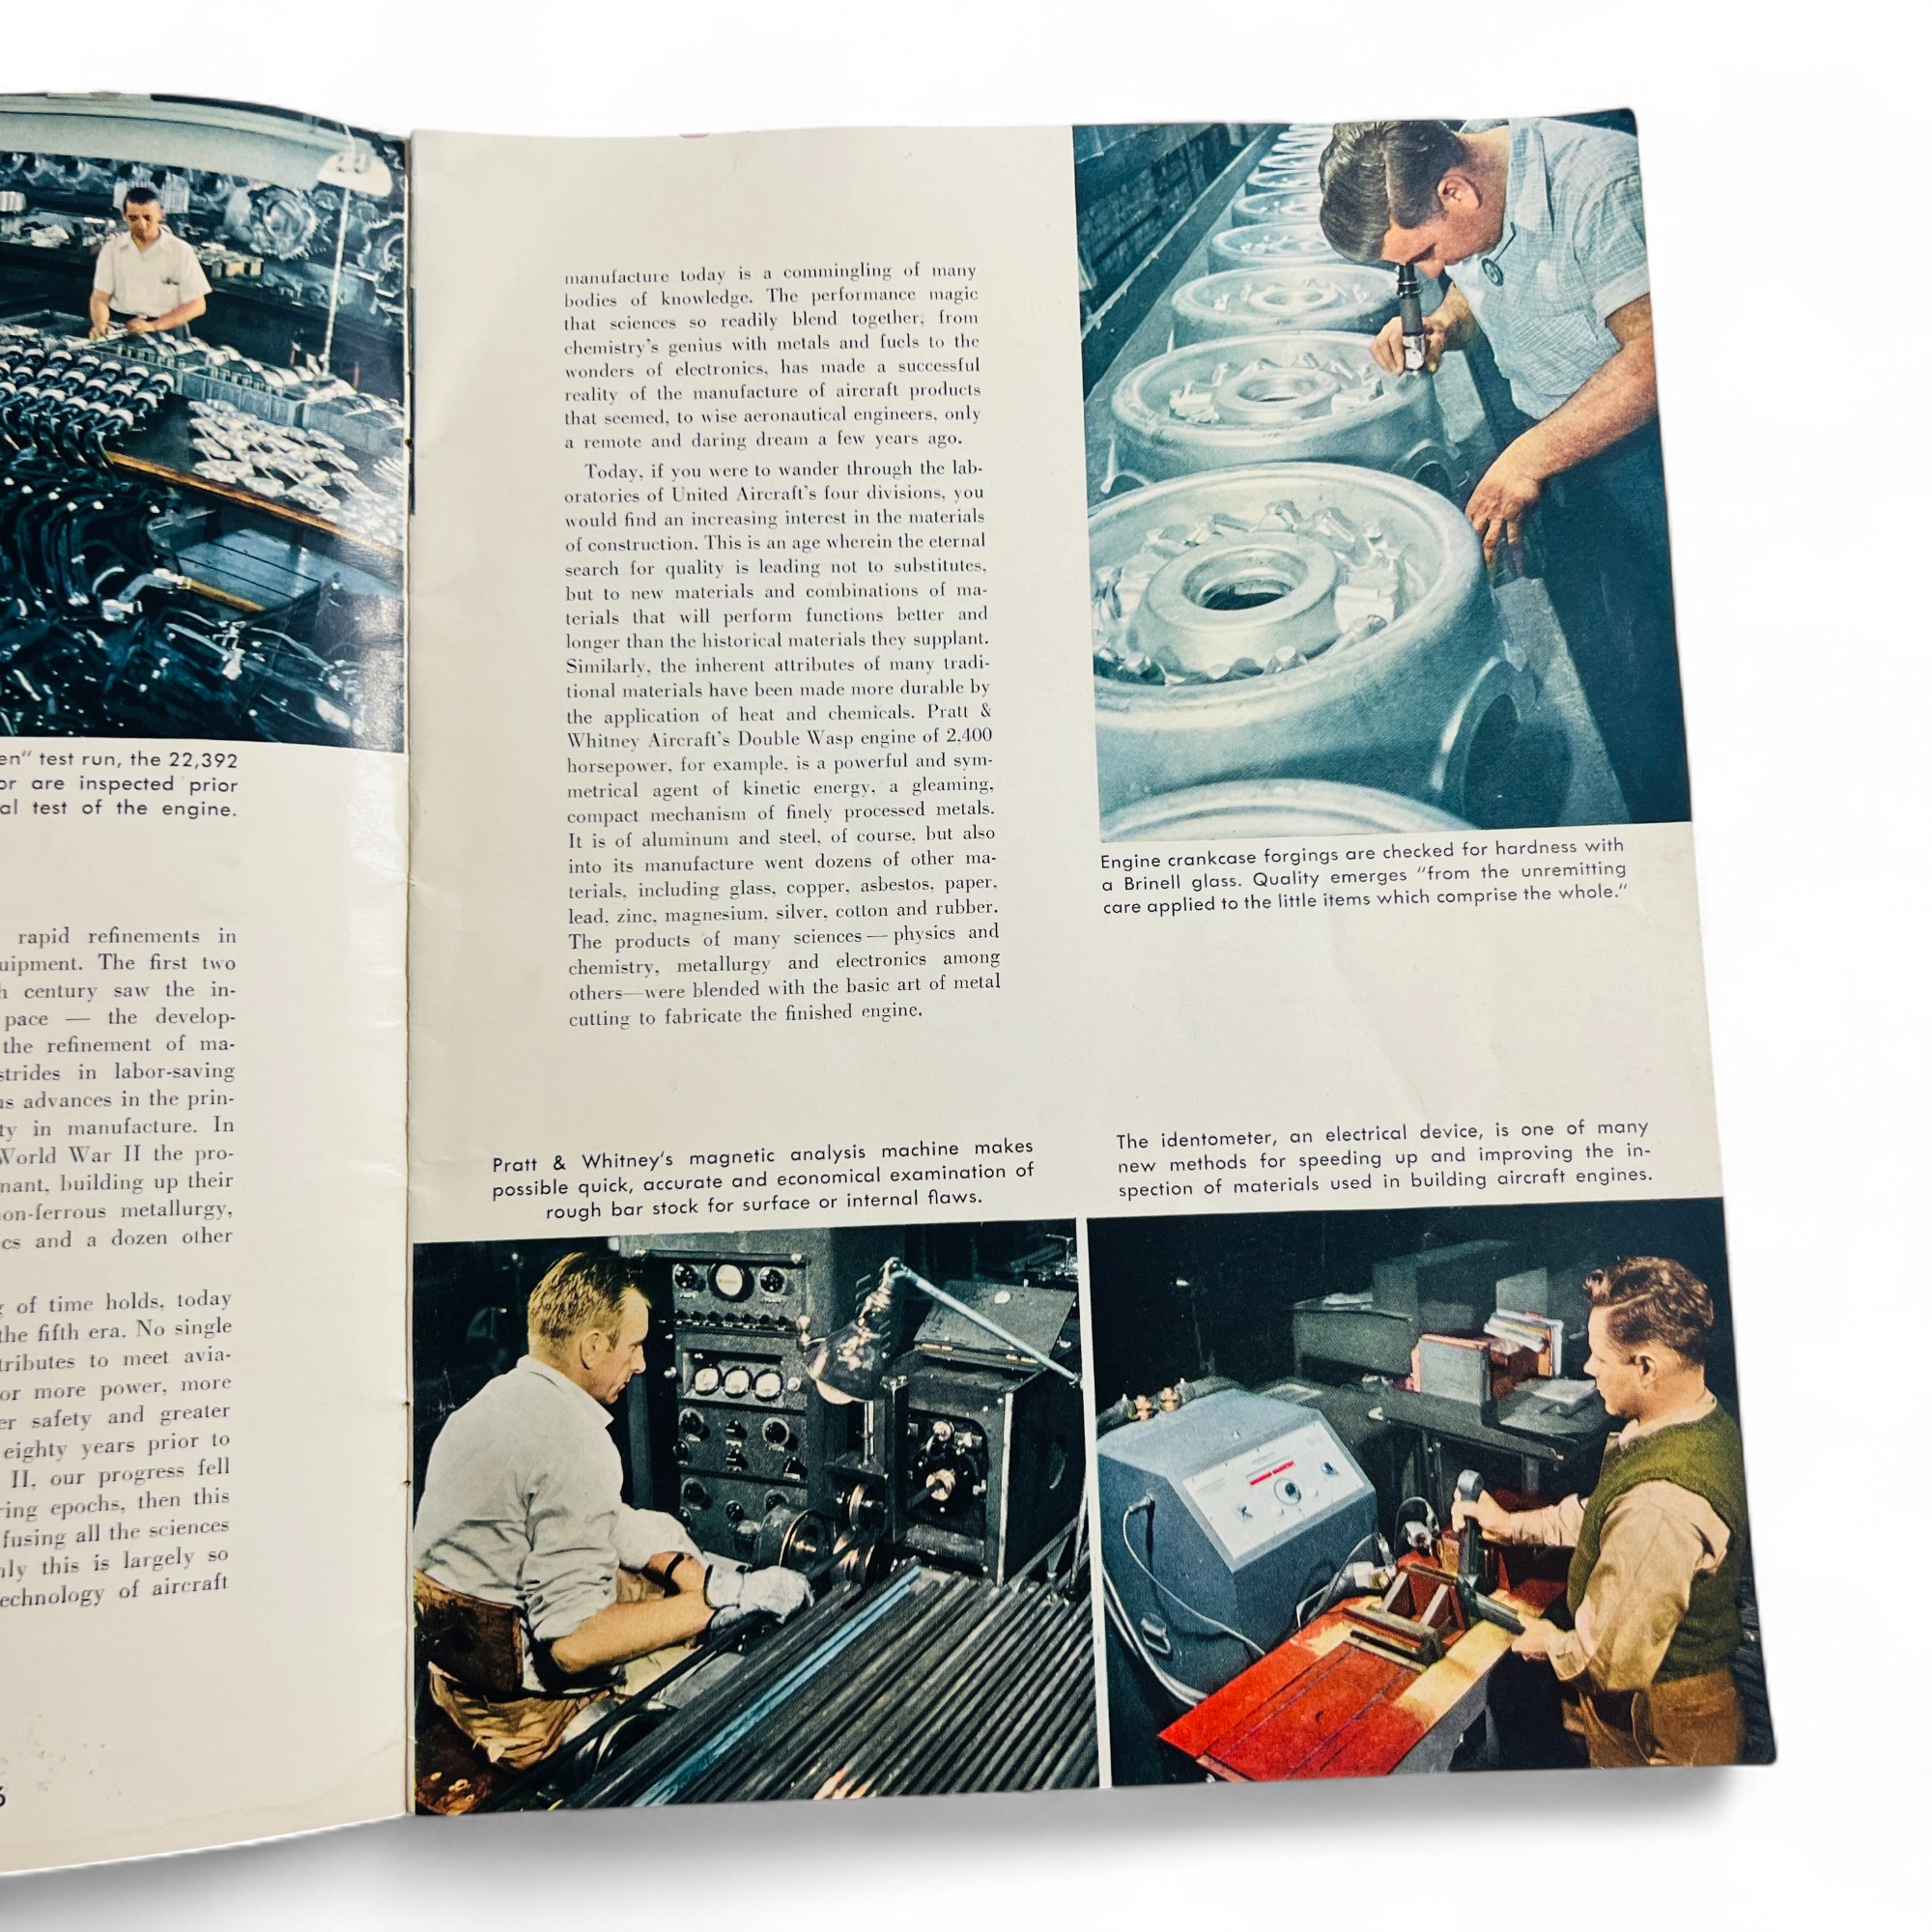 en" test run, the 22,392
or are inspected prior
al test of the engine.
rapid refinements in
uipment. The first two
h century saw the in-
pace — the develop-
the refinement of ma-
strides in labor-saving
us advances in the prin-
ty in manufacture. In
World War II the pro-
nant, building up their
on-ferrous metallurgy,
cs and a dozen other
g of time holds, today
the fifth era. No single
tributes to meet avia-
or more power, more
er safety and greater
eighty years prior to
II, our progress fell
ring epochs, then this
fusing all the sciences
nly this is largely so
echnology of aircraft
manufacture today is a commingling of many
bodies of knowledge. The performance magic
that sciences so readily blend together, from
chemistry's genius with metals and fuels to the
wonders of electronics, has made a successful
reality of the manufacture of aircraft products
that seemed, to wise aeronautical engineers, only
a remote and daring dream a few years ago.
Today, if you were to wander through the lab-
oratories of United Aircraft's four divisions, you
would find an increasing interest in the materials
of construction. This is an age wherein the eternal
search for quality is leading not to substitutes,
but to new materials and combinations of ma-
terials that will perform functions better and
longer than the historical materials they supplant.
Similarly, the inherent attributes of many tradi-
tional materials have been made more durable by
the application of heat and chemicals. Pratt &
Whitney Aircraft's Double Wasp engine of 2,400
horsepower, for example, is a powerful and sym-
metrical agent of kinetic energy, a gleaming,
compact mechanism of finely processed metals.
It is of aluminum and steel, of course, but also
into its manufacture went dozens of other ma-
terials, including glass, copper, asbestos, paper,
lead, zinc, magnesium, silver, cotton and rubber.
The products of many sciences — physics and
chemistry, metallurgy and electronics among
others—were blended with the basic art of metal
cutting to fabricate the finished engine.
Engine crankcase forgings are checked for hardness with
a Brinell glass. Quality emerges "from the unremitting
care applied to the little items which comprise the whole."
Pratt & Whitney's magnetic analysis machine makes
possible quick, accurate and economical examination of
rough bar stock for surface or internal flaws.
The identometer, an electrical device, is one of many
new methods for speeding up and improving the in-
spection of materials used in building aircraft engines.